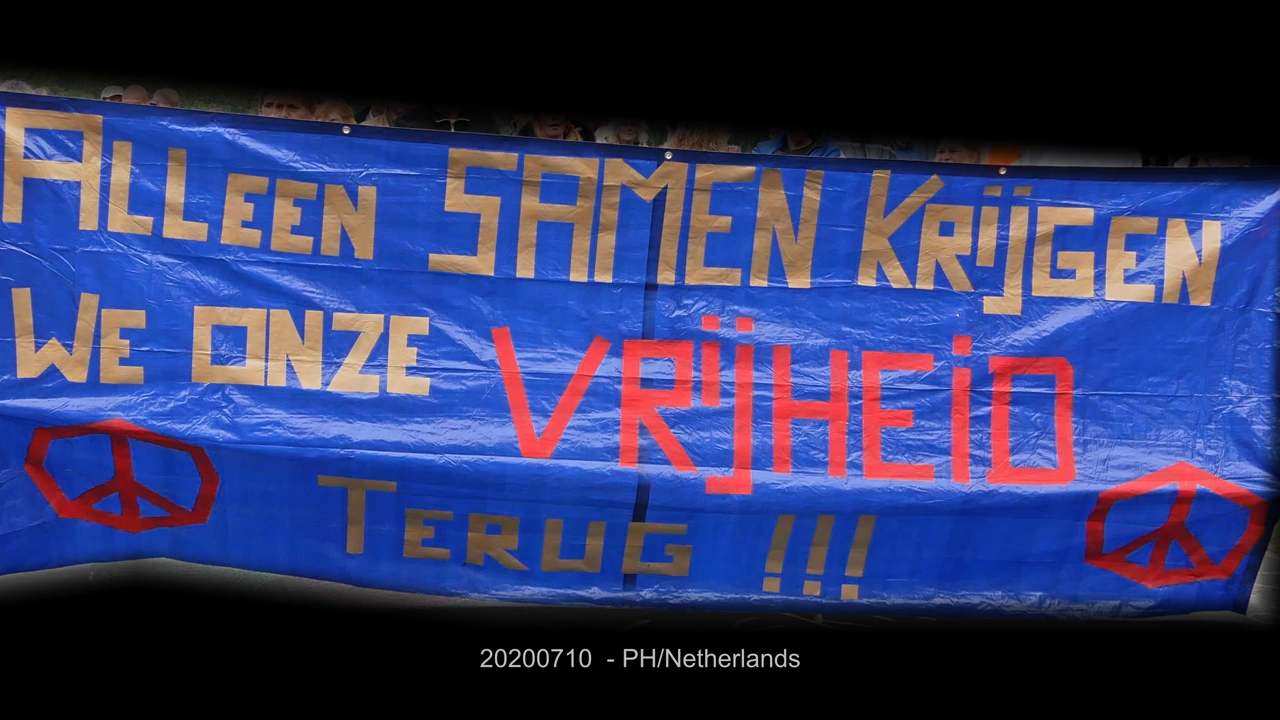 ALLEEN SAMEN KRijGEN
WE ONZE VRijHEiD
TERUG !!!
20200710 - PH/Netherlands